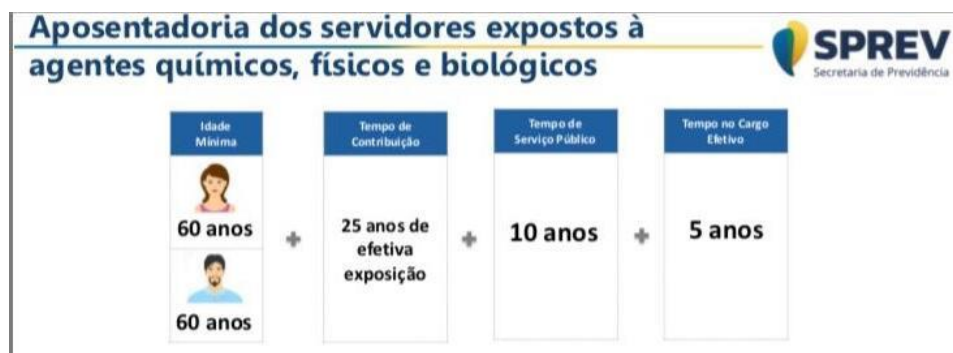 Aposentadoria dos servidores expostos à
agentes químicos, físicos e biológicos
SPREV
Secretaria de Previdência
Idade
Mínima
Tempo de
Contribuição
Tempo de
Serviço Público
Tempo no Cargo
Efetivo
60 anos
60 anos
+
25 anos de
efetiva
exposição
+
10 anos
+
5 anos